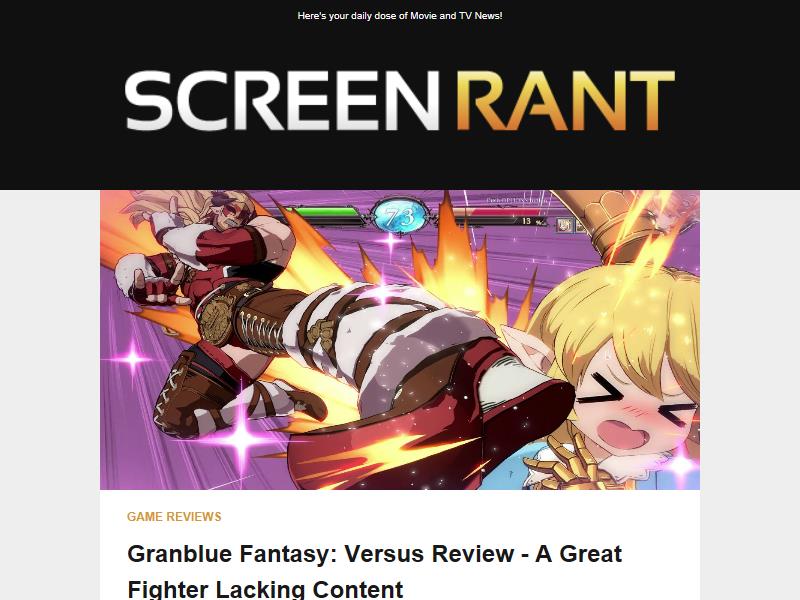 Here's your daily dose of Movie and TV News!
SCREEN RANT
73
13
GAME REVIEWS
Granblue Fantasy: Versus Review - A Great
Fighter Lacking Content